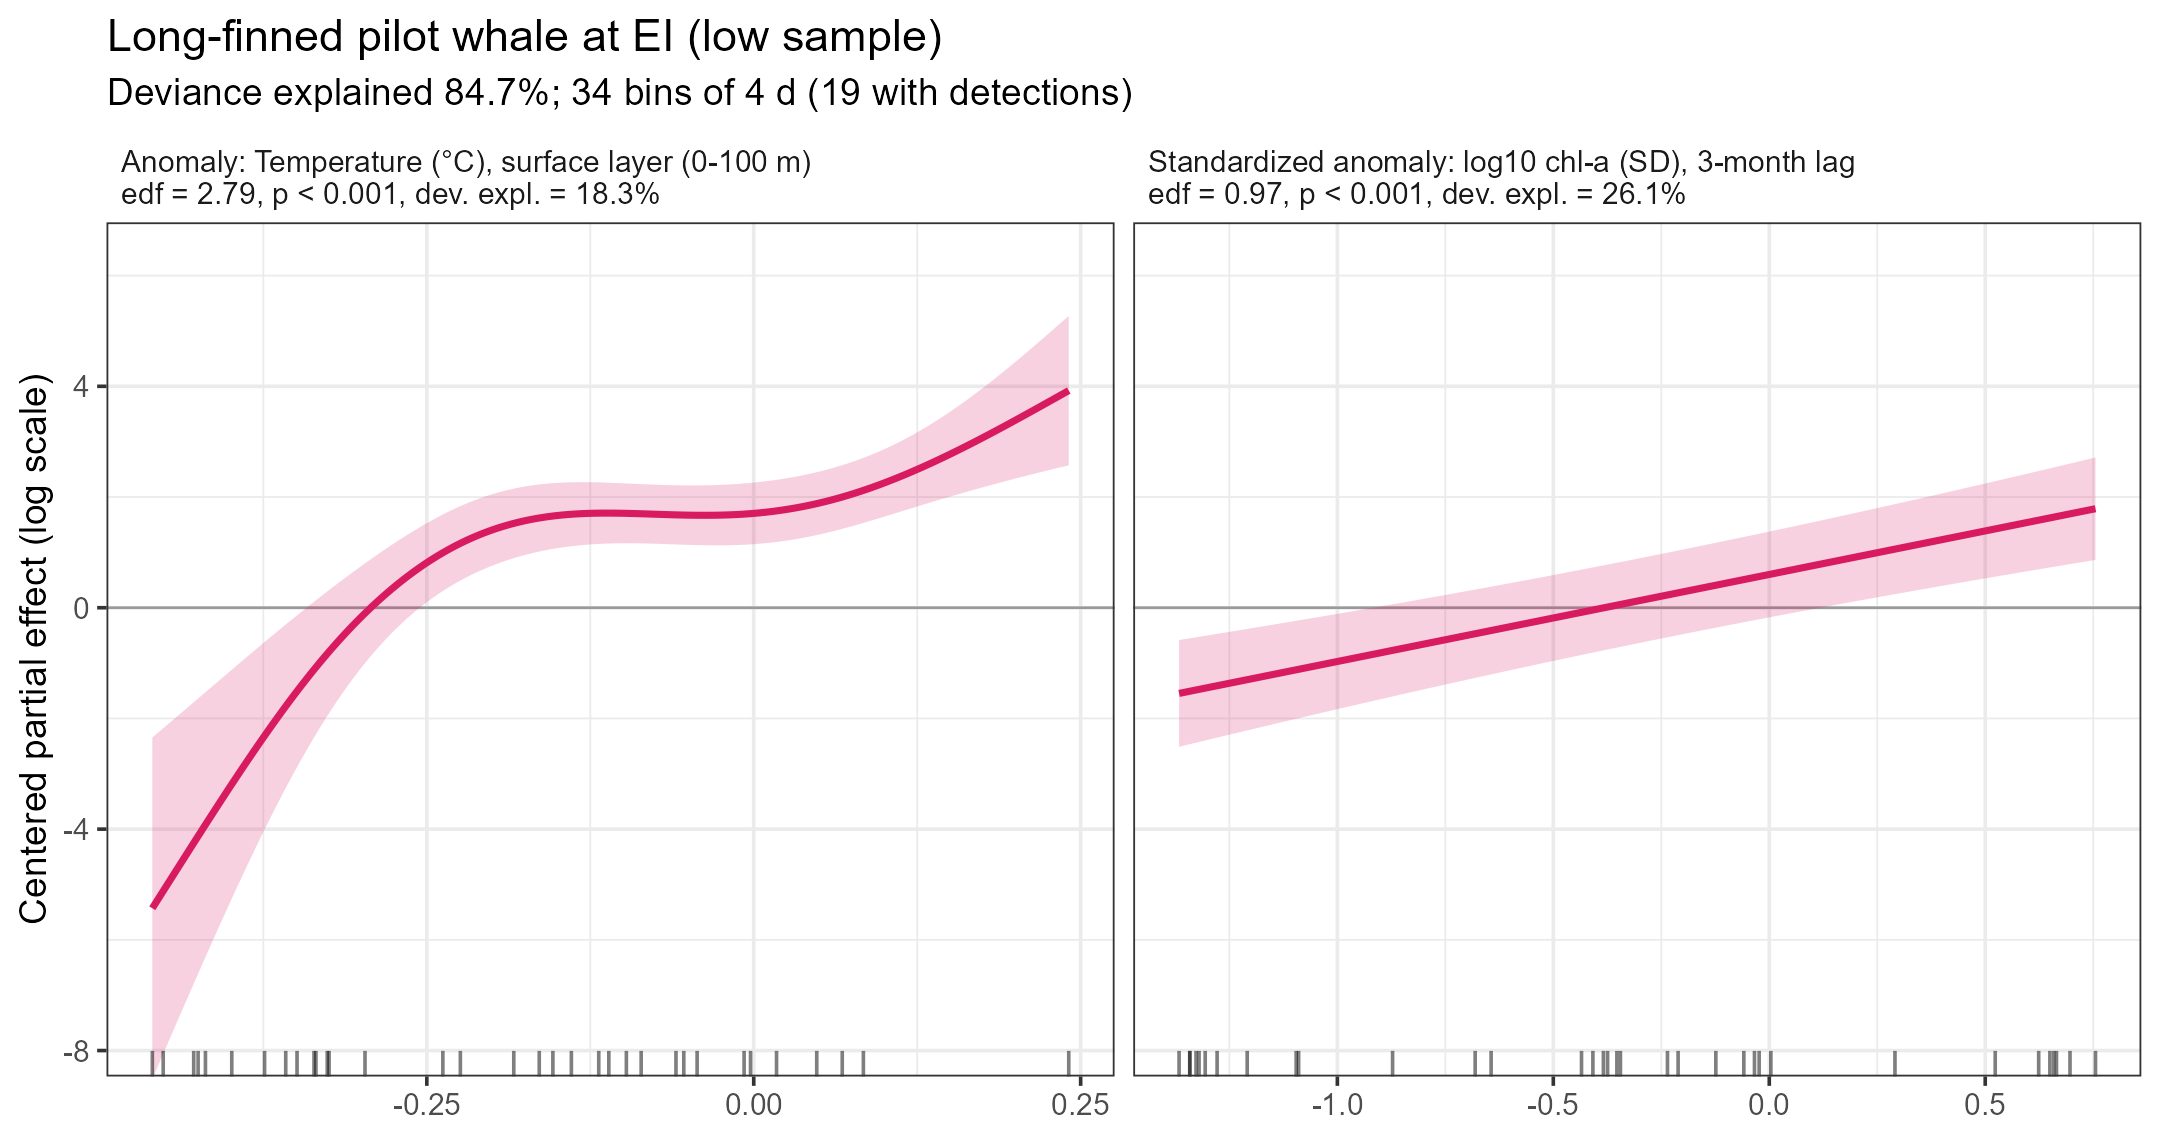 Long-finned pilot whale at EI (low sample)
Deviance explained 84.7%; 34 bins of 4 d (19 with detections)
Anomaly: Temperature (°C), surface layer (0-100 m)
edf = 2.79, p < 0.001, dev. expl. = 18.3%
Standardized anomaly: log10 chl-a (SD), 3-month lag
edf = 0.97, p < 0.001, dev. expl. = 26.1%
Centered partial effect (log scale)
4
0
-4
-8
-0.25
0.00
0.25
-1.0
-0.5
0.0
0.5